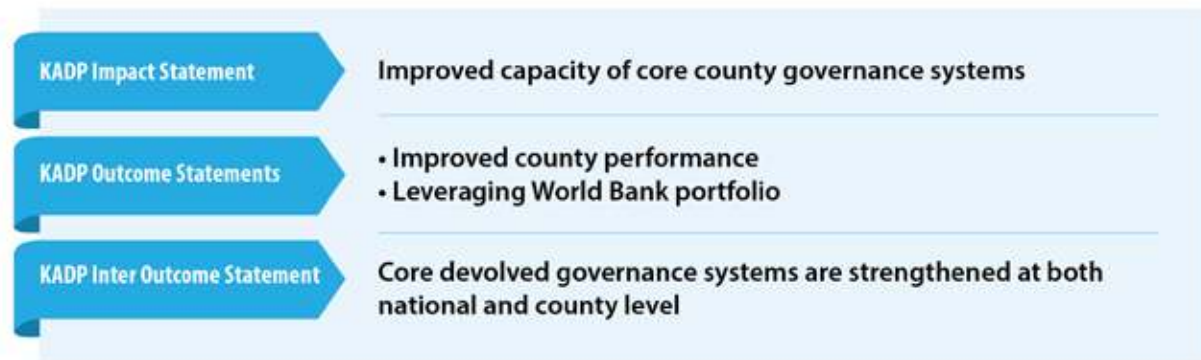 KADP Impact Statement
Improved capacity of core county governance systems
KADP Outcome Statements
• Improved county performance
• Leveraging World Bank portfolio
KADP Inter Outcome Statement
Core devolved governance systems are strengthened at both
national and county level